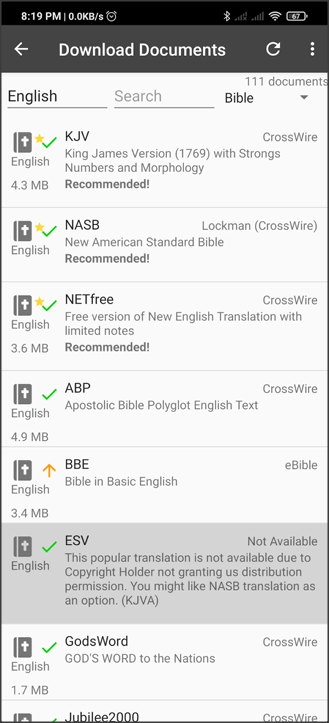 8:19 PM | 0.0KB/s
67
Download Documents
111 documents
English
Search
Bible
KJV
CrossWire
King James Version (1769) with Strongs
Numbers and Morphology
Recommended!
English
4.3 MB
NASB
Lockman (CrossWire)
New American Standard Bible
Recommended!
English
NETfree
CrossWire
Free version of New English Translation with
limited notes
Recommended!
English
3.6 MB
ABP
CrossWire
Apostolic Bible Polyglot English Text
English
4.9 MB
BBE
eBible
Bible in Basic English
English
3.4 MB
ESV
Not Available
This popular translation is not available due to
Copyright Holder not granting us distribution
permission. You might like NASB translation as
an option. (KJVA)
English
GodsWord
CrossWire
GOD'S WORD to the Nations
English
1.7 MB
Jubilee2000
CrossWire